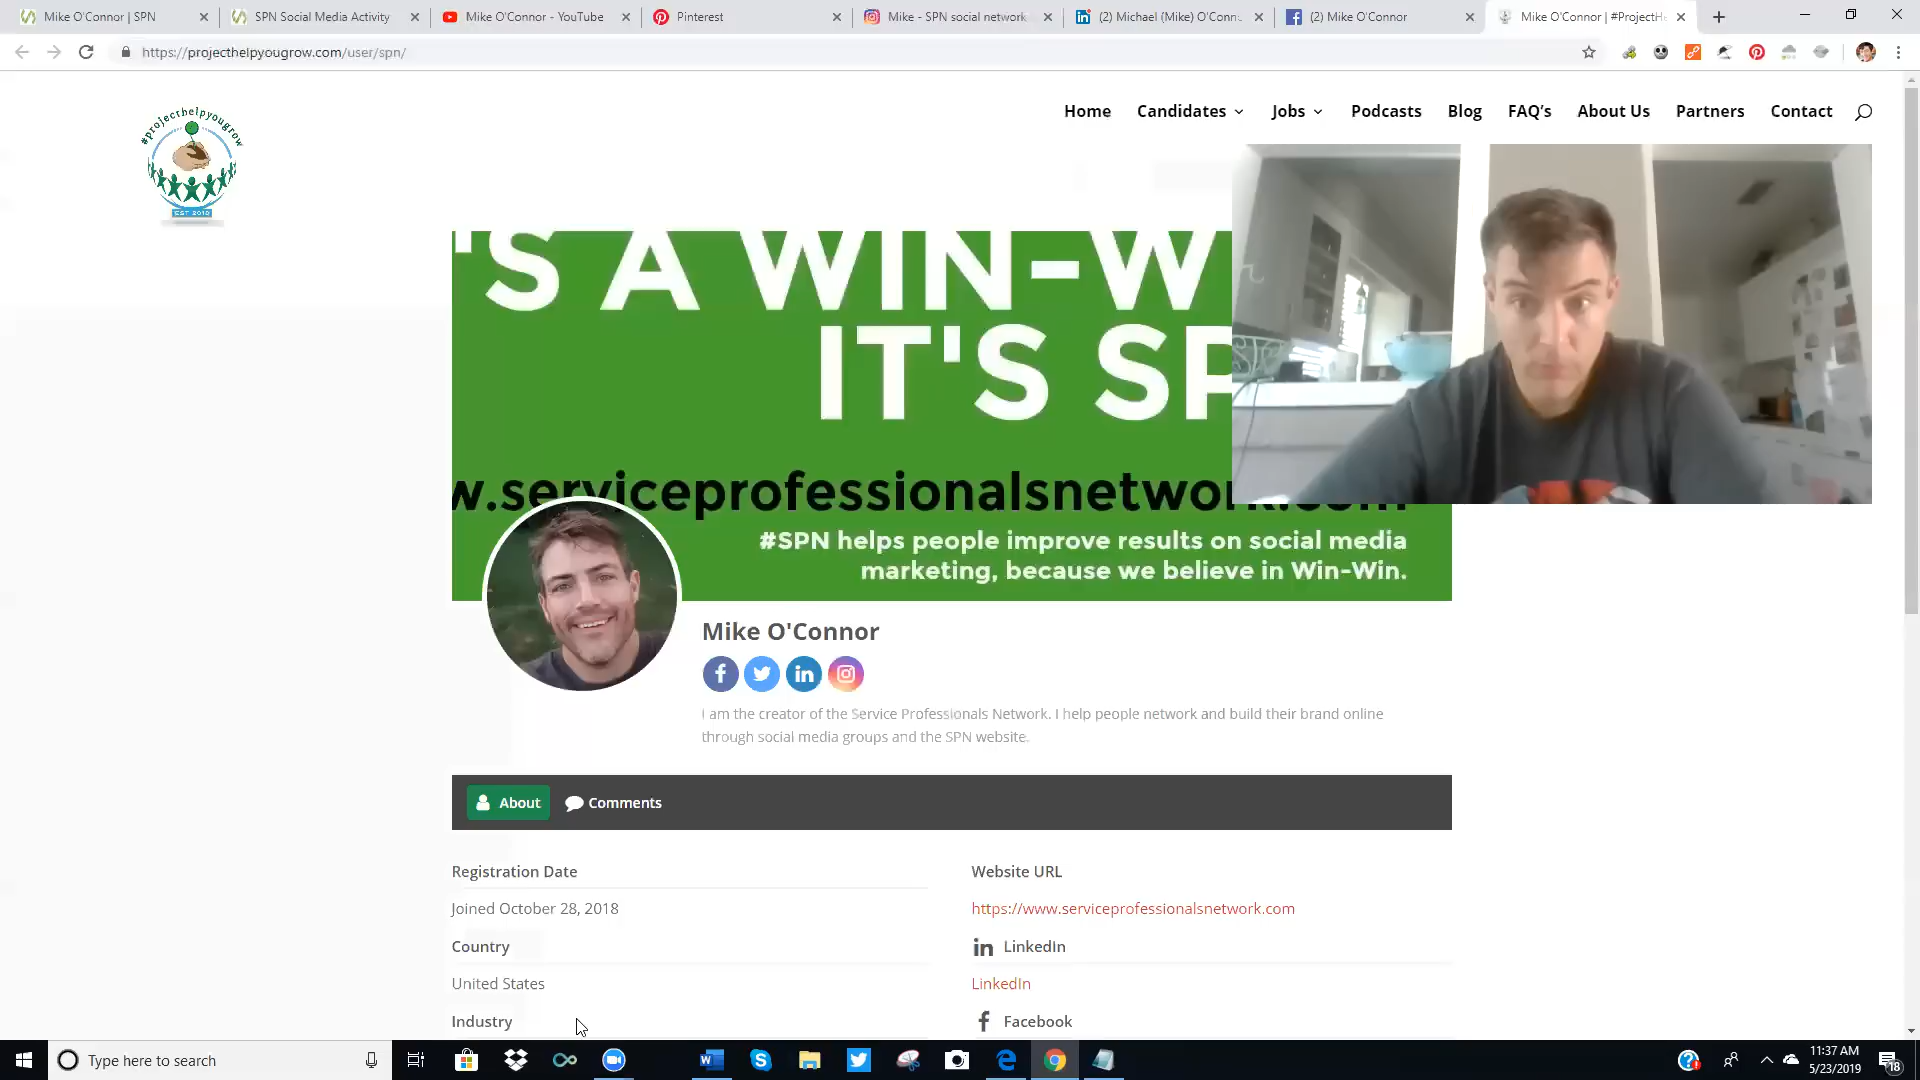 Mike O'Connor | SPN
SPN Social Media Activity
Mike O'Connor - YouTube
Pinterest
Mike - SPN social network
(2) Michael (Mike) O'Conn
(2) Mike O'Connor
Mike O'Connor | #ProjectH
https://projecthelpyougrow.com/user/spn/
#projecthelpyougrow
EST 2018
Home
Candidates
Jobs
Podcasts
Blog
FAQ's
About Us
Partners
Contact
'S A WIN-W
IT'S SP
w.serviceprofessionalsnetwork.com
#SPN helps people improve results on social media
marketing, because we believe in Win-Win.
Mike O'Connor
I am the creator of the Service Professionals Network. I help people network and build their brand online
through social media groups and the SPN website.
About
Comments
Registration Date
Joined October 28, 2018
Country
United States
Industry
Website URL
https://www.serviceprofessionalsnetwork.com
LinkedIn
LinkedIn
Facebook
Type here to search
11:37 AM
5/23/2019
18